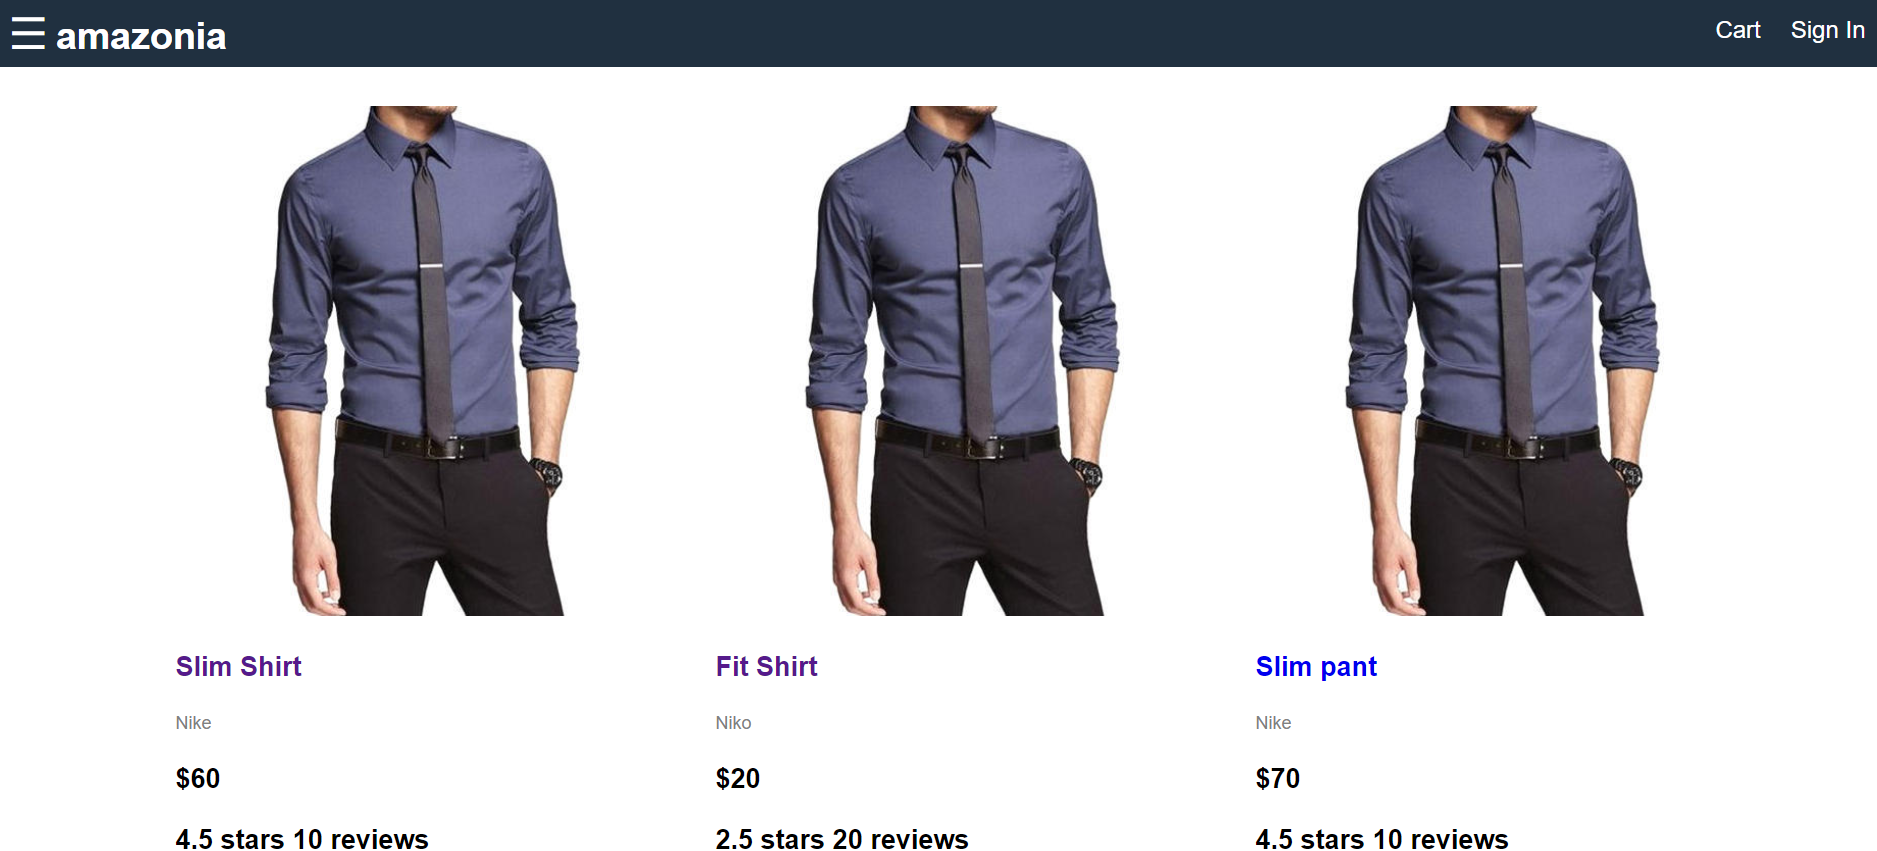 ☰ amazonia
Cart Sign In
Slim Shirt
Nike
$60
4.5 stars 10 reviews
Fit Shirt
Niko
$20
2.5 stars 20 reviews
Slim pant
Nike
$70
4.5 stars 10 reviews